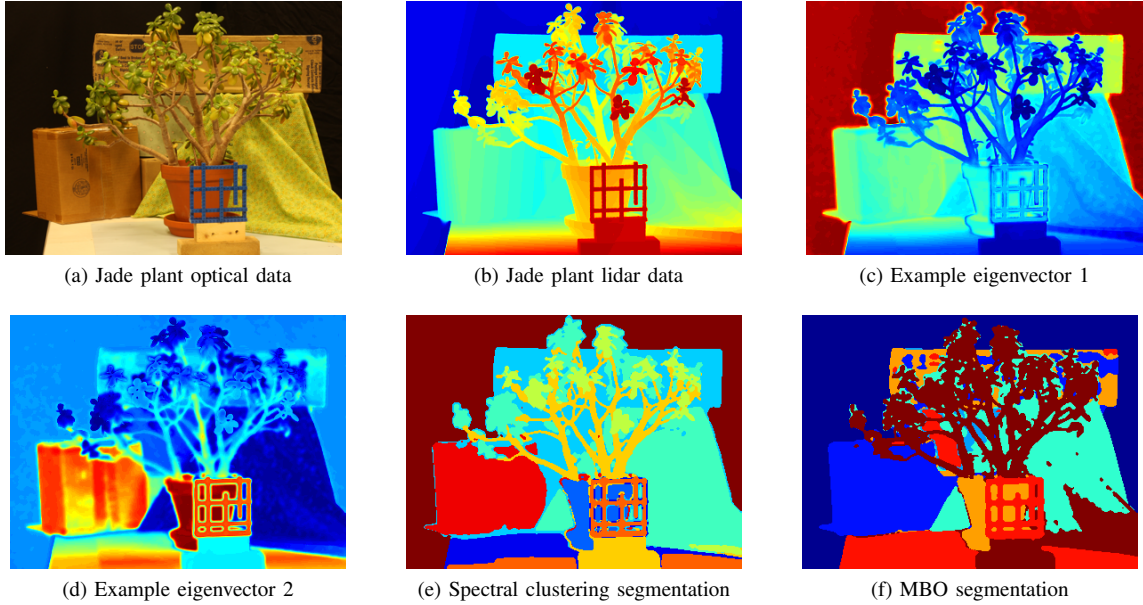 (a) Jade plant optical data
(b) Jade plant lidar data
(c) Example eigenvector 1
(d) Example eigenvector 2
(e) Spectral clustering segmentation
(f) MBO segmentation